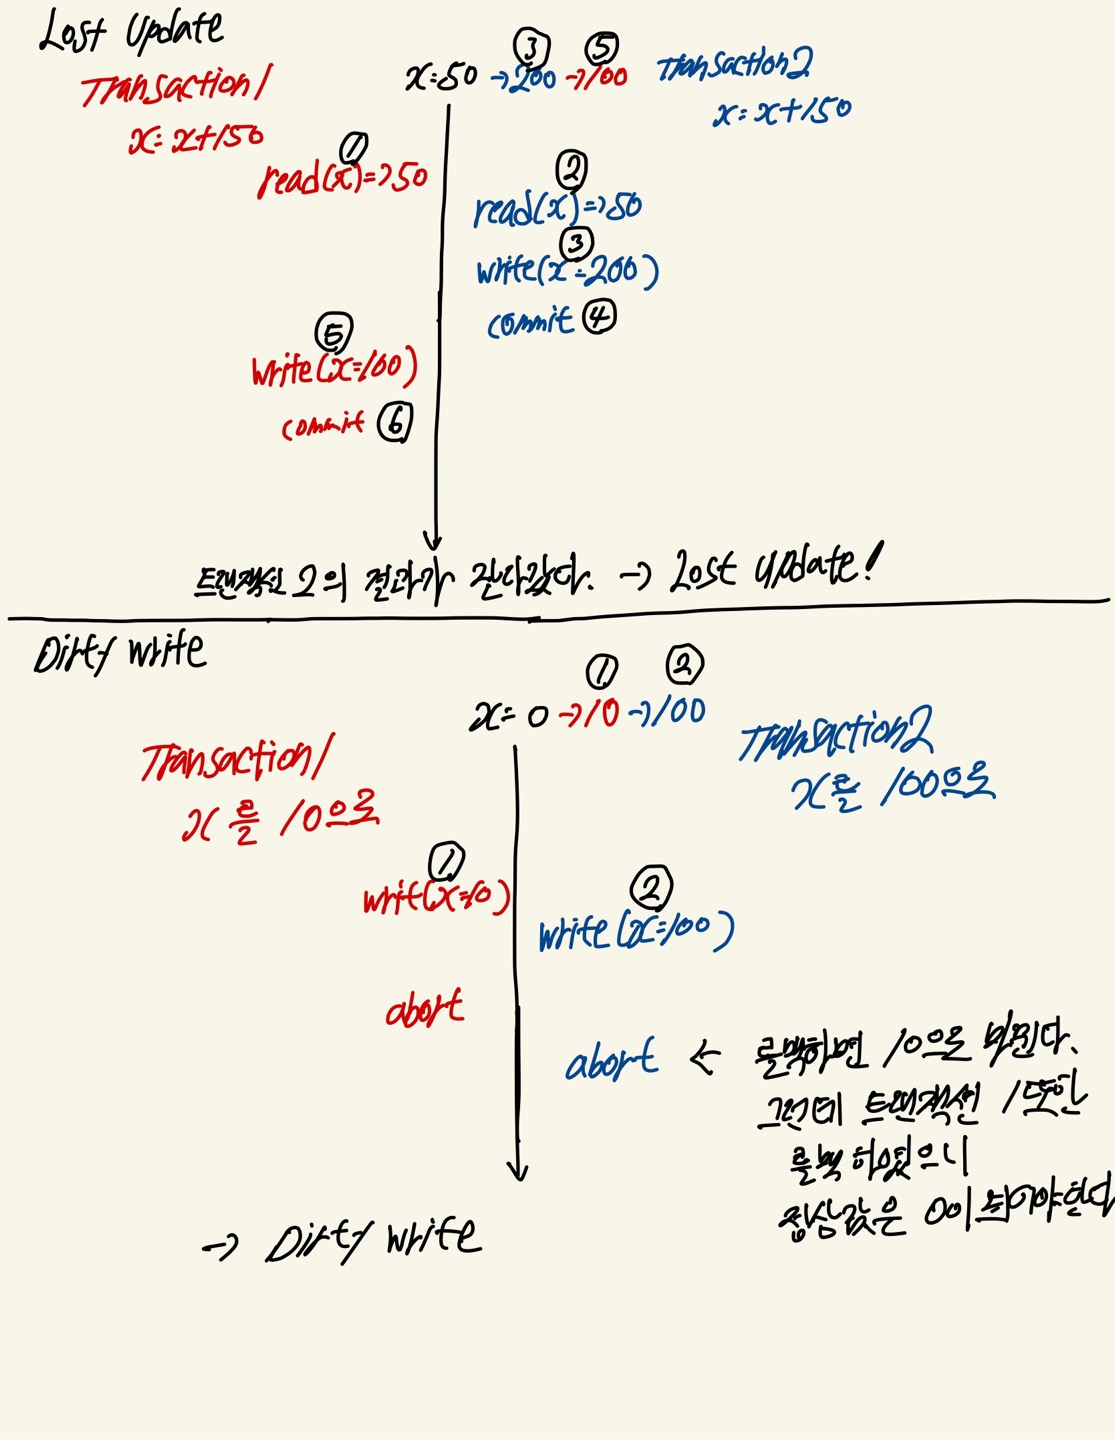 Lost Update
③ ⑤
Transaction1 x=50 →200 →100 Transaction2
x=x+150 x=x+150
①
read(x)=>50
②
read(x)=>50
③
write(x=200)
commit ④
⑤
write(x=100)
commit ⑥
트랜잭션 2의 결과가 날라갔다. → Lost update!
Dirty write
① ②
x=0 →10 →100
Transaction1 Transaction2
x를 10으로 x를 100으로
①
writ(x=10)
②
write(x=100)
abort
abort ← 롤백하면 10으로 바뀐다.
그런데 트랜잭션 1또한
롤백 하였으니
정상값은 0이 되어야한다
→ Dirty write